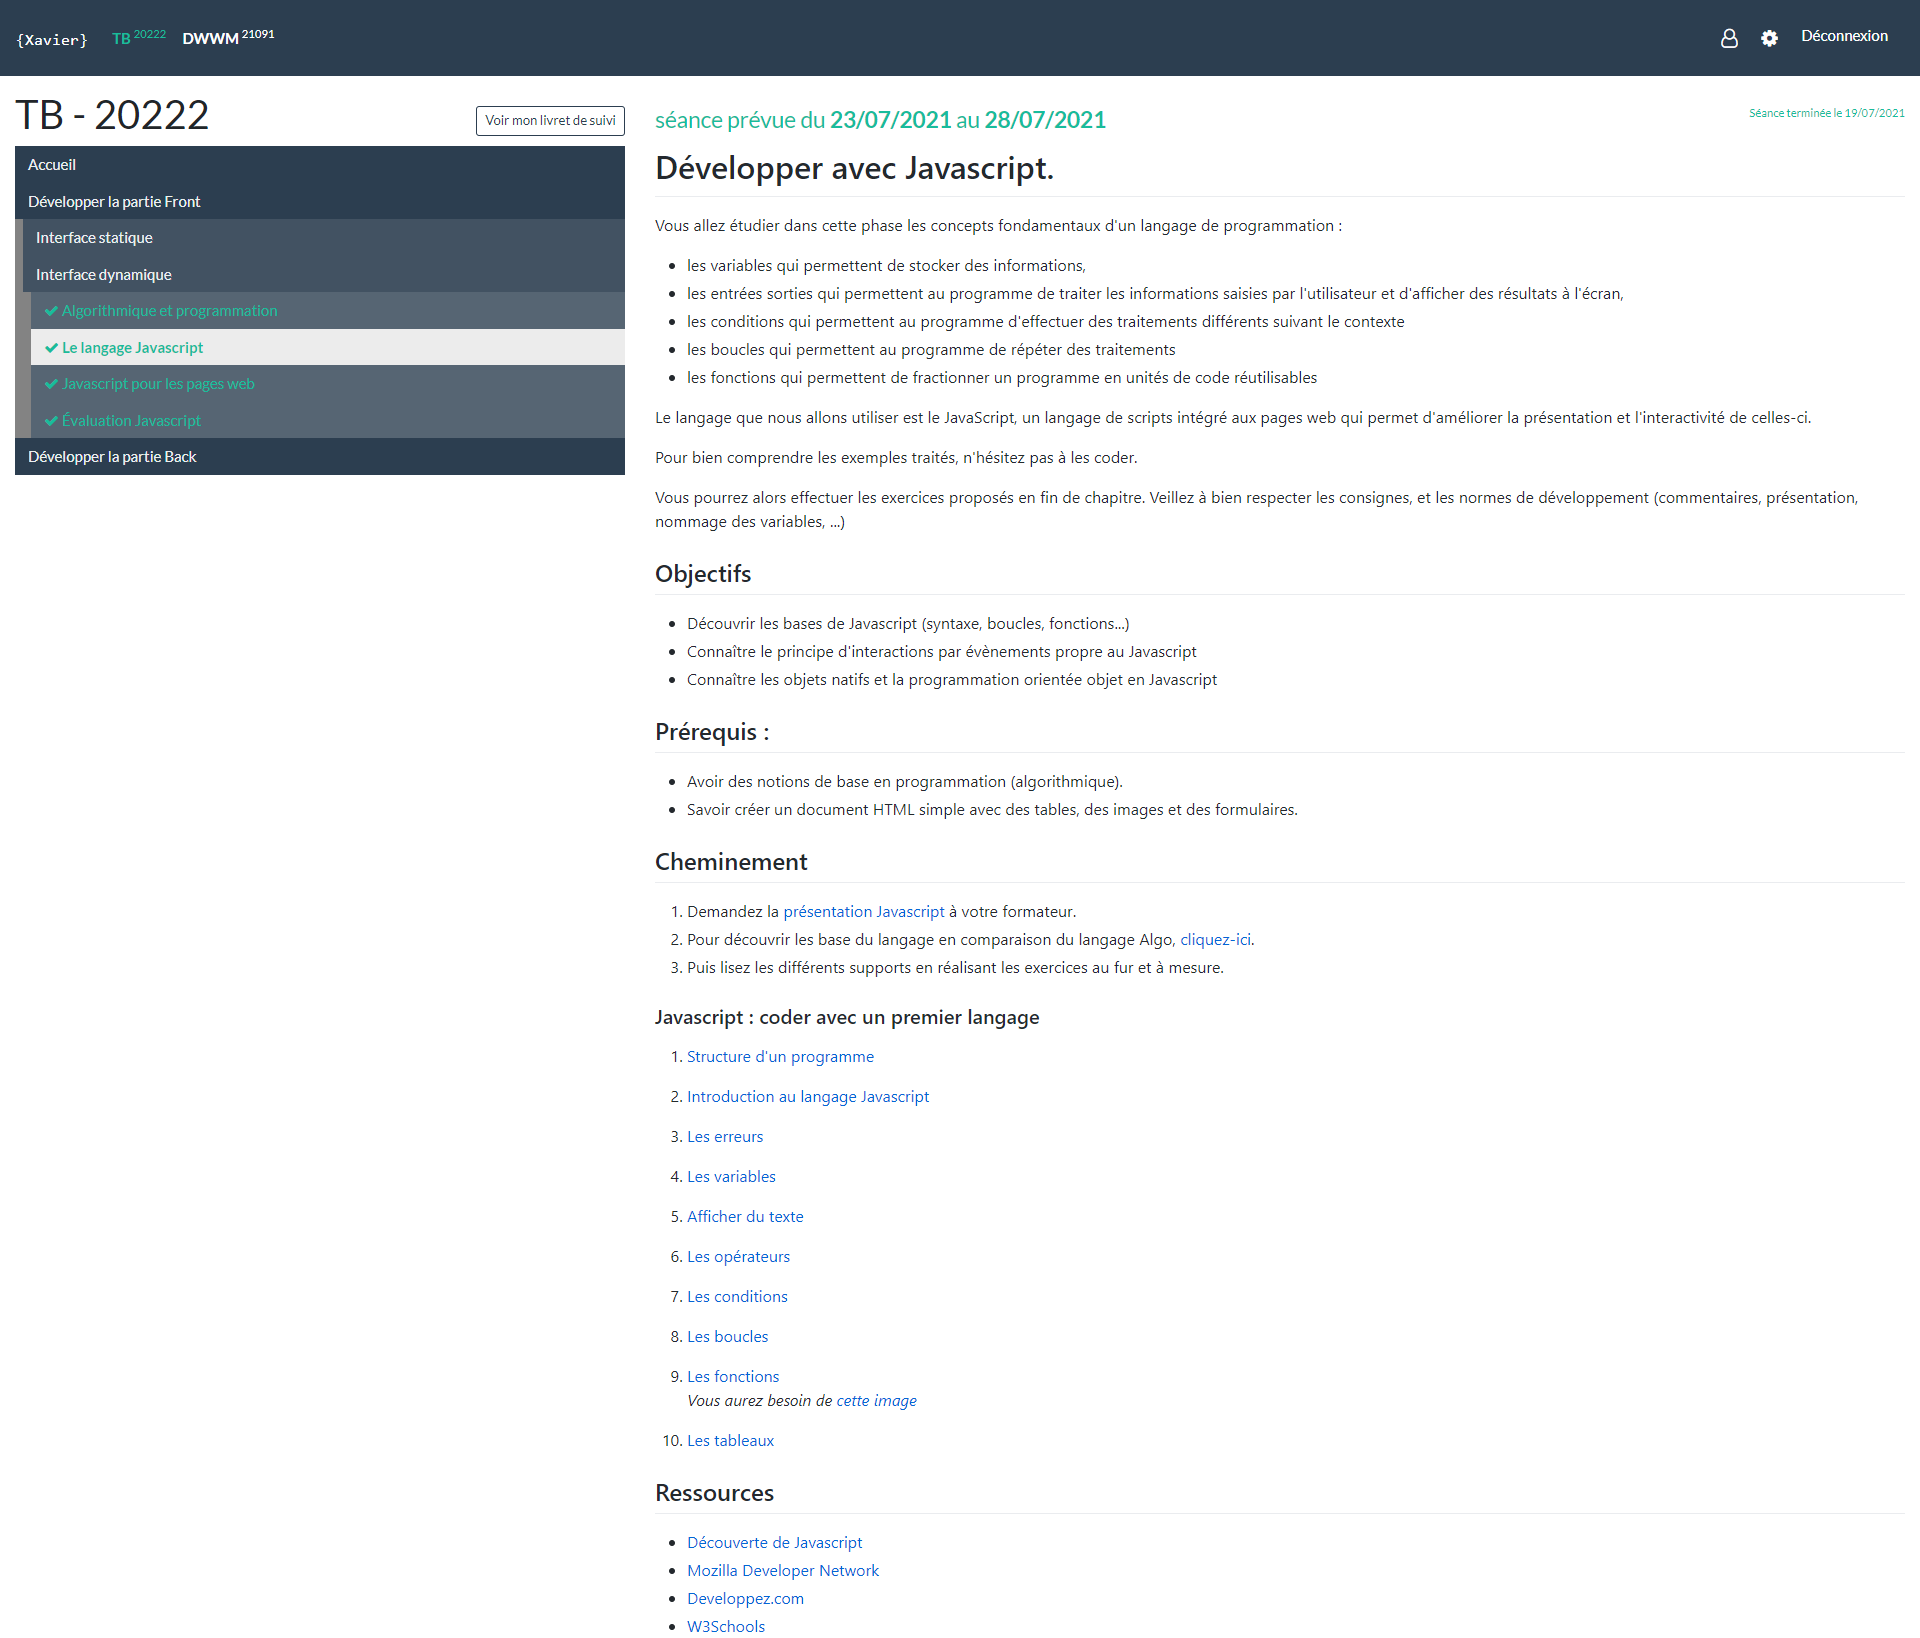 {Xavier} TB 20222 DWWM 21091 Déconnexion
TB - 20222
Voir mon livret de suivi
Accueil
Développer la partie Front
Interface statique
Interface dynamique
Algorithmique et programmation
Le langage Javascript
Javascript pour les pages web
Évaluation Javascript
Développer la partie Back
séance prévue du 23/07/2021 au 28/07/2021
Séance terminée le 19/07/2021
Développer avec Javascript.
Vous allez étudier dans cette phase les concepts fondamentaux d'un langage de programmation :
• les variables qui permettent de stocker des informations,
• les entrées sorties qui permettent au programme de traiter les informations saisies par l'utilisateur et d'afficher des résultats à l'écran,
• les conditions qui permettent au programme d'effectuer des traitements différents suivant le contexte
• les boucles qui permettent au programme de répéter des traitements
• les fonctions qui permettent de fractionner un programme en unités de code réutilisables
Le langage que nous allons utiliser est le JavaScript, un langage de scripts intégré aux pages web qui permet d'améliorer la présentation et l'interactivité de celles-ci.
Pour bien comprendre les exemples traités, n'hésitez pas à les coder.
Vous pourrez alors effectuer les exercices proposés en fin de chapitre. Veillez à bien respecter les consignes, et les normes de développement (commentaires, présentation,
nommage des variables, ...)
Objectifs
• Découvrir les bases de Javascript (syntaxe, boucles, fonctions...)
• Connaître le principe d'interactions par évènements propre au Javascript
• Connaître les objets natifs et la programmation orientée objet en Javascript
Prérequis :
• Avoir des notions de base en programmation (algorithmique).
• Savoir créer un document HTML simple avec des tables, des images et des formulaires.
Cheminement
1. Demandez la présentation Javascript à votre formateur.
2. Pour découvrir les base du langage en comparaison du langage Algo, cliquez-ici.
3. Puis lisez les différents supports en réalisant les exercices au fur et à mesure.
Javascript : coder avec un premier langage
1. Structure d'un programme
2. Introduction au langage Javascript
3. Les erreurs
4. Les variables
5. Afficher du texte
6. Les opérateurs
7. Les conditions
8. Les boucles
9. Les fonctions
Vous aurez besoin de cette image
10. Les tableaux
Ressources
• Découverte de Javascript
• Mozilla Developer Network
• Developpez.com
• W3Schools